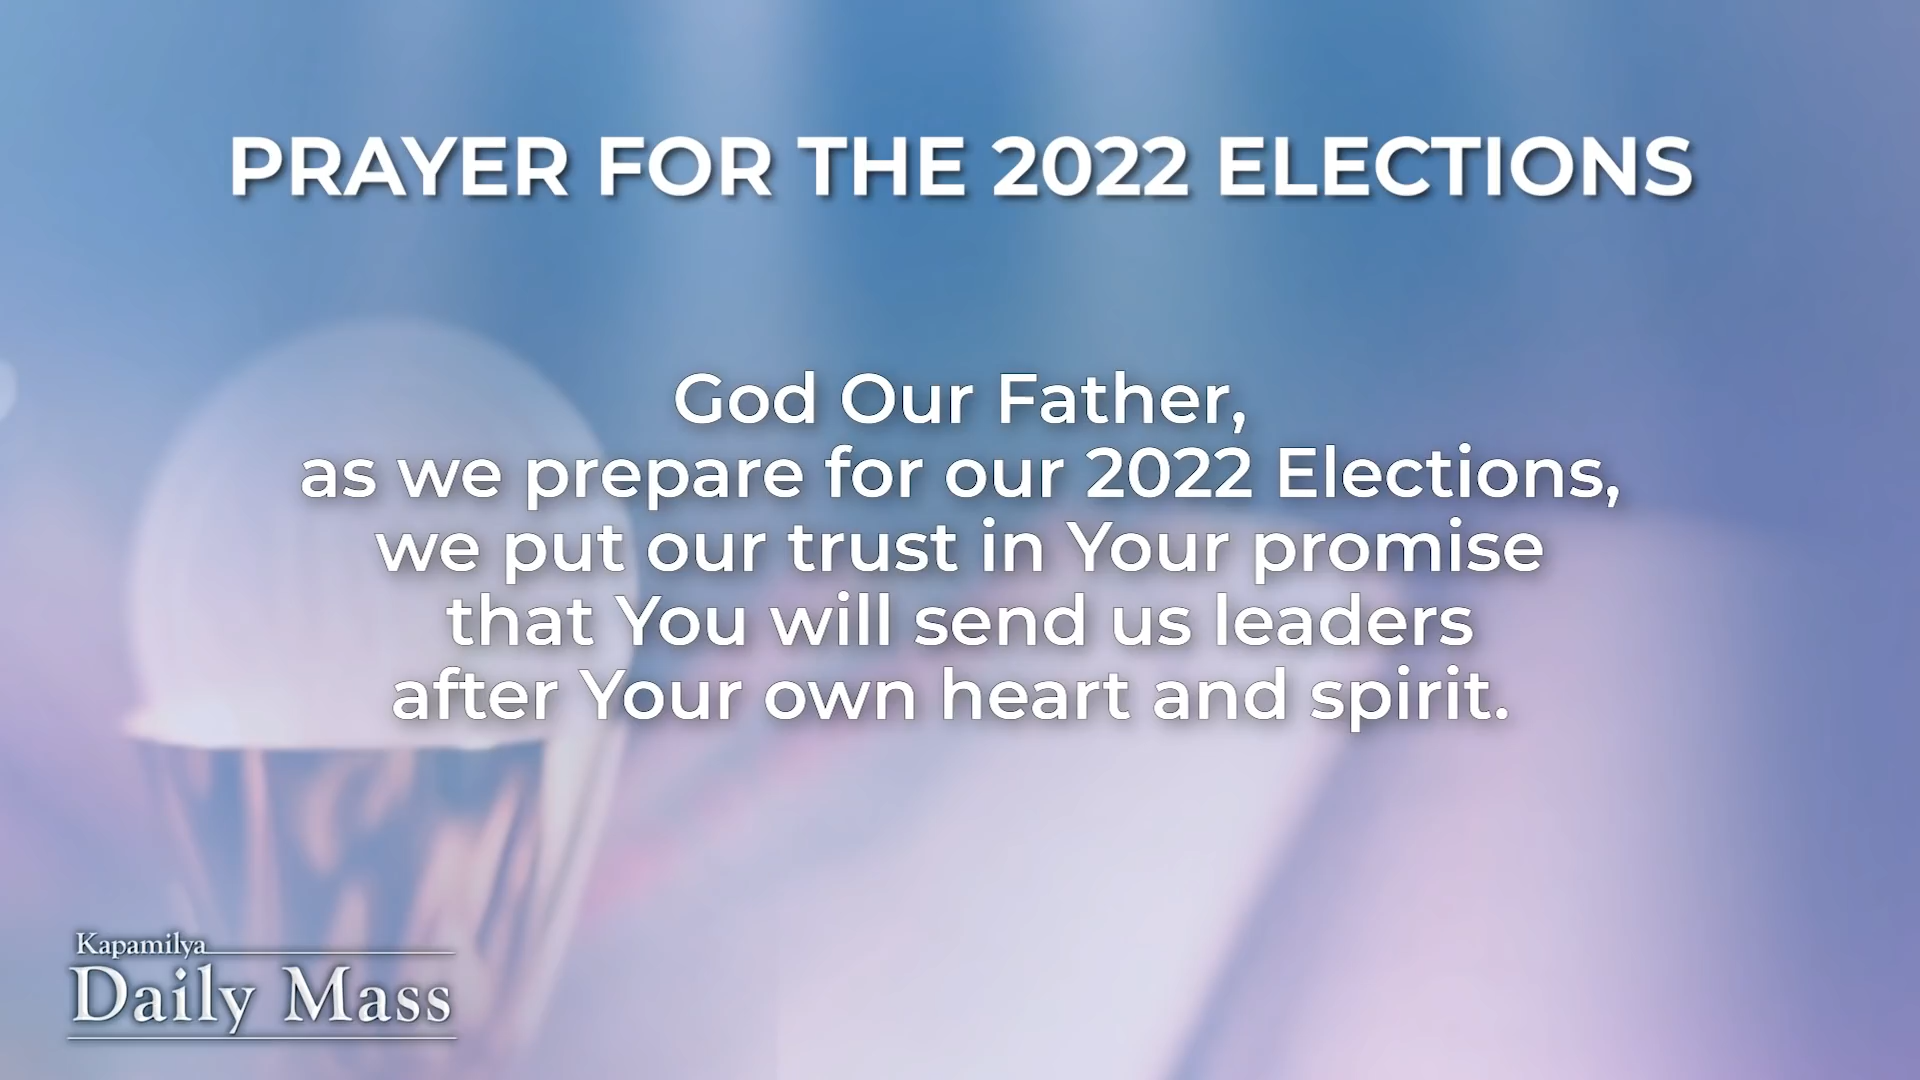 PRAYER FOR THE 2022 ELECTIONS
God Our Father,
as we prepare for our 2022 Elections,
we put our trust in Your promise
that You will send us leaders
after Your own heart and spirit.
Kapamilya
Daily Mass